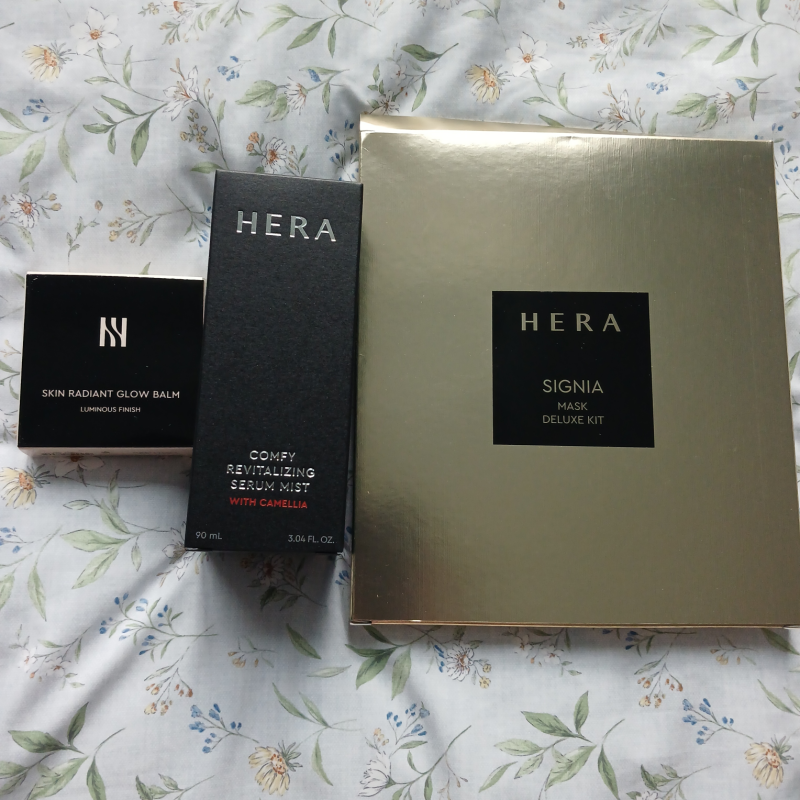 SKIN RADIANT GLOW BALM
LUMINOUS FINISH
HERA
COMFY
REVITALIZING
SERUM MIST
WITH CAMELLIA
90 mL 3.04 FL. OZ.
HERA
SIGNIA
MASK
DELUXE KIT